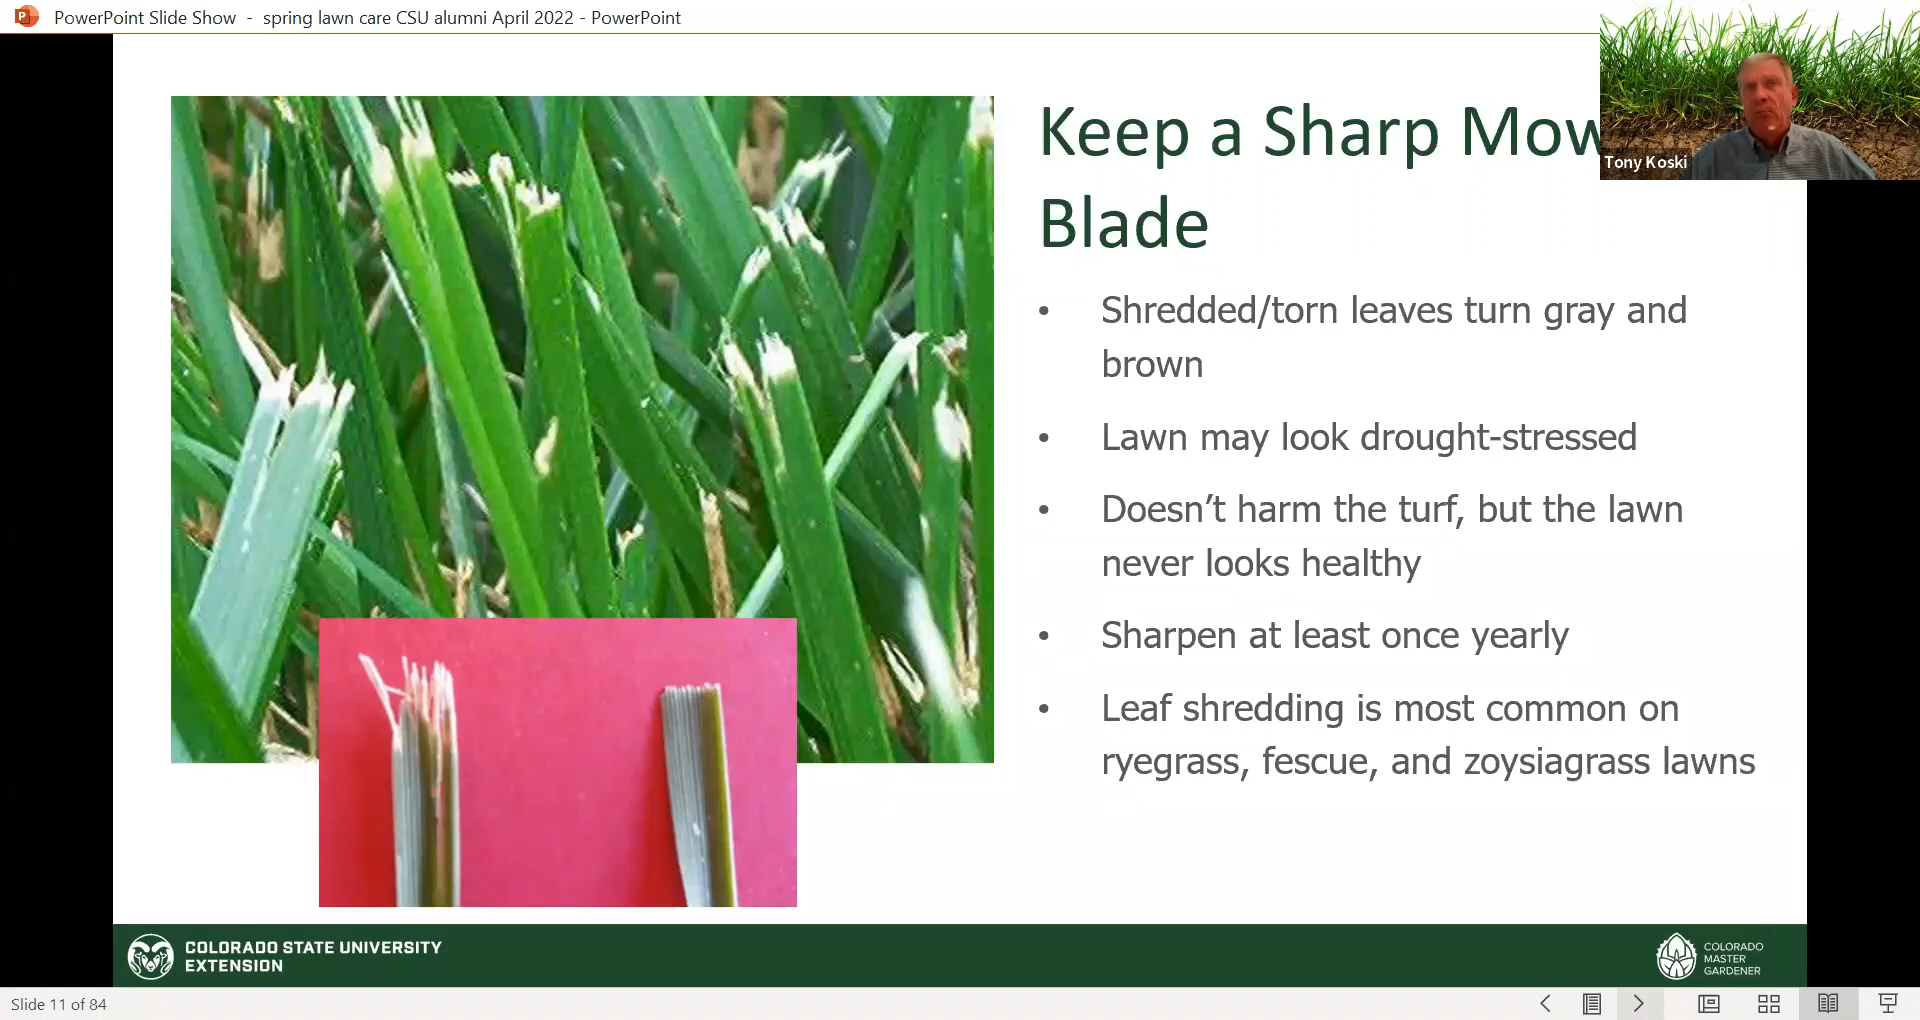 PowerPoint Slide Show - spring lawn care CSU alumni April 2022 - PowerPoint
Tony Koski
Keep a Sharp Mow
Blade
• Shredded/torn leaves turn gray and
brown
• Lawn may look drought-stressed
• Doesn’t harm the turf, but the lawn
never looks healthy
• Sharpen at least once yearly
• Leaf shredding is most common on
ryegrass, fescue, and zoysiagrass lawns
COLORADO STATE UNIVERSITY
EXTENSION
COLORADO
MASTER
GARDENER
Slide 11 of 84